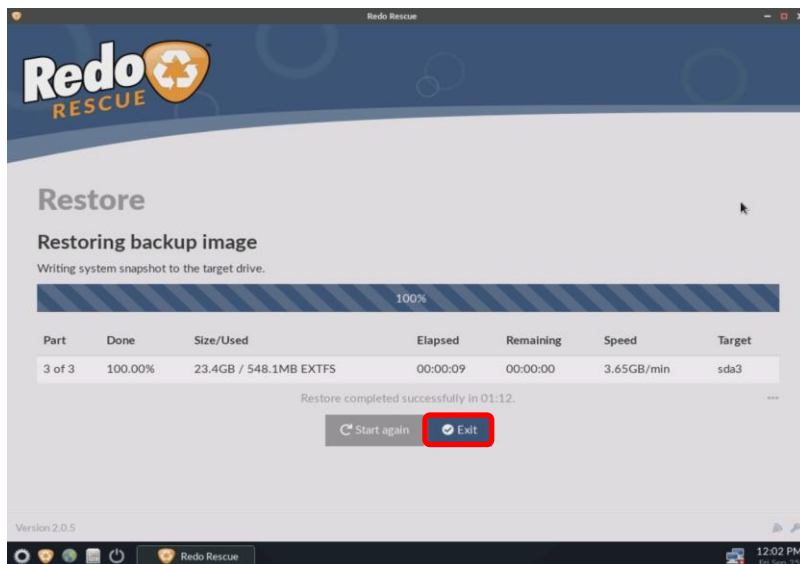 Redo Rescue
Redo
RESCUE
Restore
Restoring backup image
Writing system snapshot to the target drive.
100%
Part Done Size/Used Elapsed Remaining Speed Target
3 of 3 100.00% 23.4GB / 548.1MB EXTFS 00:00:09 00:00:00 3.65GB/min sda3
Restore completed successfully in 01:12.
Start again Exit
Version 2.0.5
Redo Rescue 12:02 PM
Fri Sep 25